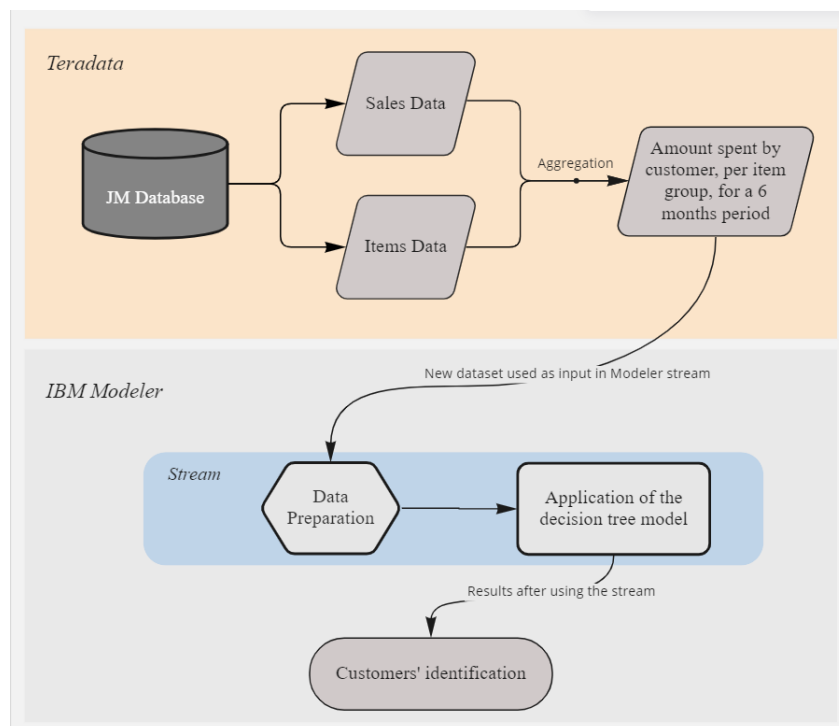 Teradata
Sales Data
JM Database
Items Data
Aggregation
Amount spent by
customer, per item
group, for a 6
months period
New dataset used as input in Modeler stream
IBM Modeler
Stream
Data
Preparation
Application of the
decision tree model
Results after using the stream
Customers' identification